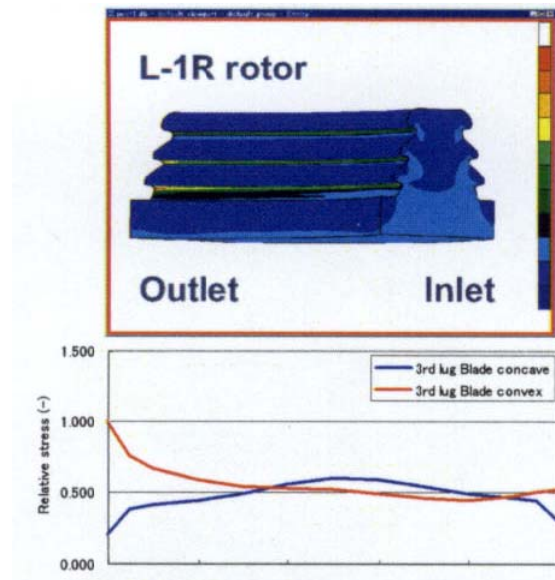 L-1R rotor
Outlet
Inlet
1.500
3rd lug Blade concave
3rd lug Blade convex
1.000
Relative stress (-)
0.500
0.000